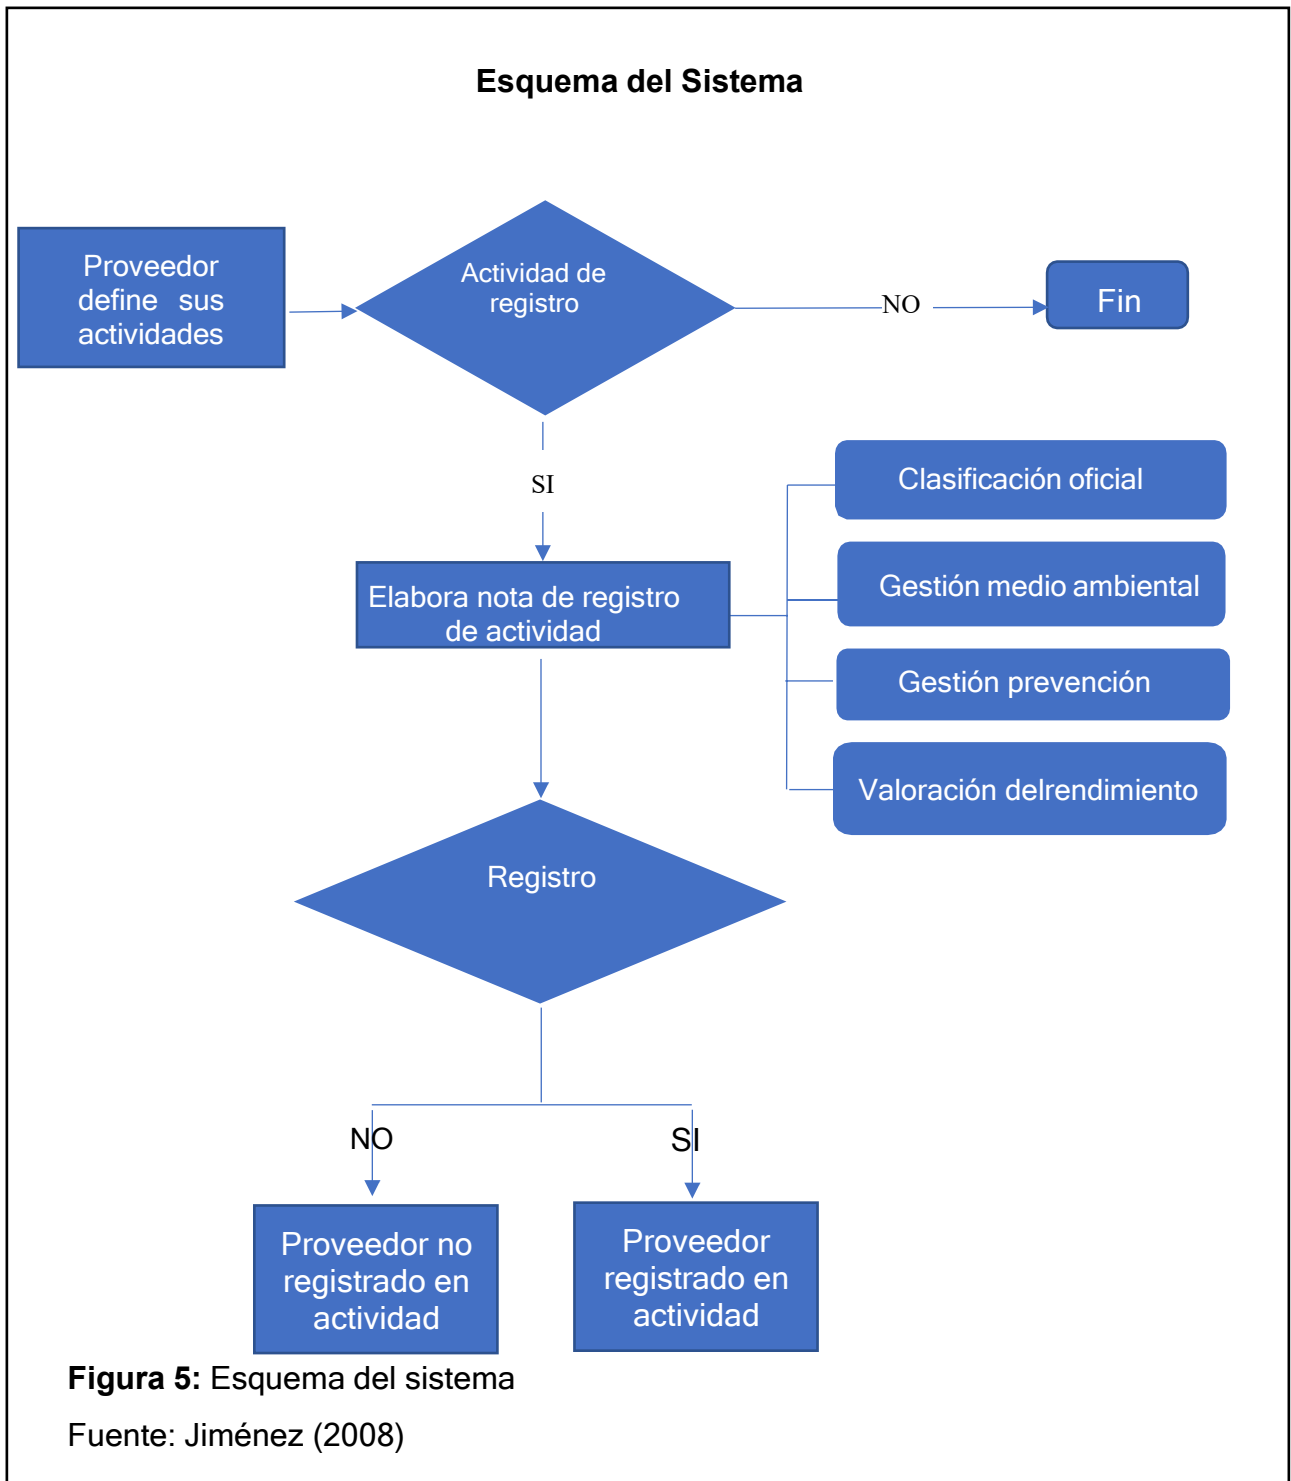 Esquema del Sistema
Proveedor
define sus
actividades
Actividad de
registro
NO
Fin
SI
Elabora nota de registro
de actividad
Clasificación oficial
Gestión medio ambiental
Gestión prevención
Valoración delrendimiento
Registro
NO
SI
Proveedor no
registrado en
actividad
Proveedor
registrado en
actividad
Figura 5: Esquema del sistema
Fuente: Jiménez (2008)